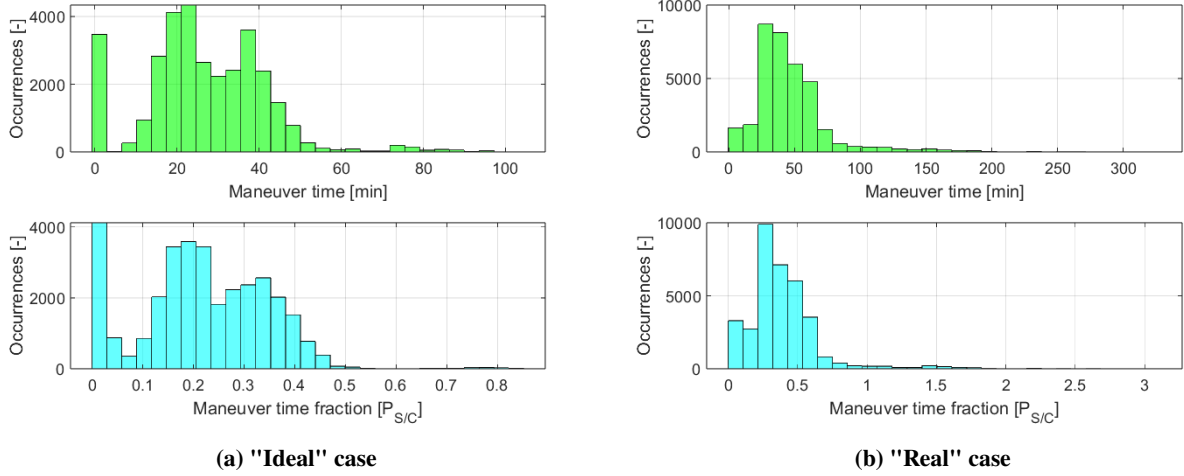 4000
2000
0
Occurrences [-]
0 20 40 60 80 100
Maneuver time [min]
4000
2000
0
Occurrences [-]
0 0.1 0.2 0.3 0.4 0.5 0.6 0.7 0.8
Maneuver time fraction [P_S/C]
(a) "Ideal" case
10000
5000
0
Occurrences [-]
0 50 100 150 200 250 300
Maneuver time [min]
10000
5000
0
Occurrences [-]
0 0.5 1 1.5 2 2.5 3
Maneuver time fraction [P_S/C]
(b) "Real" case